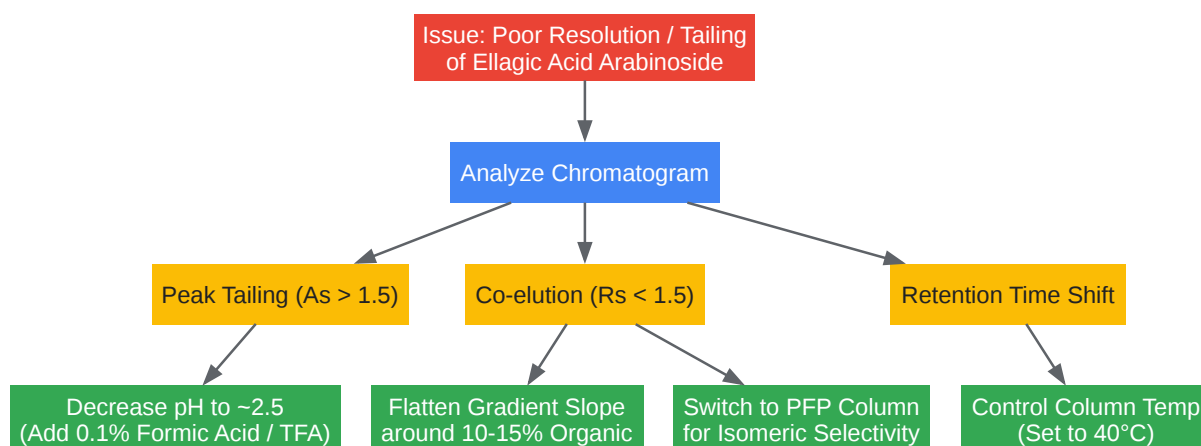 Issue: Poor Resolution / Tailing
of Ellagic Acid Arabinoside
Analyze Chromatogram
Peak Tailing (As > 1.5)
Co-elution (Rs < 1.5)
Retention Time Shift
Decrease pH to ~2.5
(Add 0.1% Formic Acid / TFA)
Flatten Gradient Slope
around 10-15% Organic
Switch to PFP Column
for Isomeric Selectivity
Control Column Temp
(Set to 40°C)